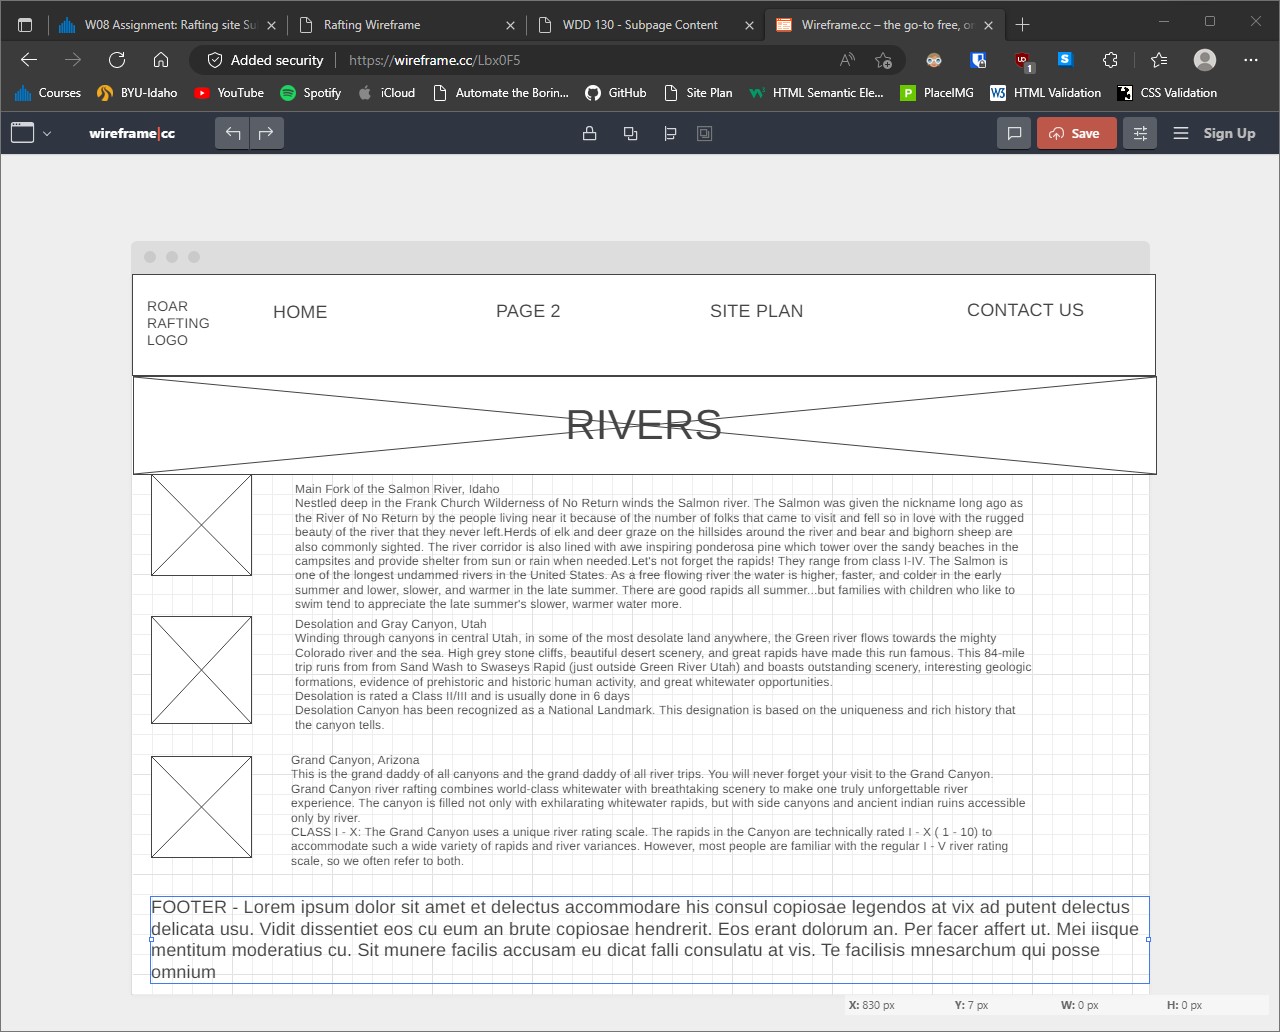 W08 Assignment: Rafting site Su
Rafting Wireframe
WDD 130 - Subpage Content
Wireframe.cc – the go-to free, or
Added security
https://wireframe.cc/Lbx0F5
1
Courses
BYU-Idaho
YouTube
Spotify
iCloud
Automate the Borin...
GitHub
Site Plan
HTML Semantic Ele...
PlaceIMG
HTML Validation
CSS Validation
wireframe|cc
Save
Sign Up
ROAR
RAFTING
LOGO
HOME
PAGE 2
SITE PLAN
CONTACT US
RIVERS
Main Fork of the Salmon River, Idaho
Nestled deep in the Frank Church Wilderness of No Return winds the Salmon river. The Salmon was given the nickname long ago as
the River of No Return by the people living near it because of the number of folks that came to visit and fell so in love with the rugged
beauty of the river that they never left.Herds of elk and deer graze on the hillsides around the river and bear and bighorn sheep are
also commonly sighted. The river corridor is also lined with awe inspiring ponderosa pine which tower over the sandy beaches in the
campsites and provide shelter from sun or rain when needed.Let's not forget the rapids! They range from class I-IV. The Salmon is
one of the longest undammed rivers in the United States. As a free flowing river the water is higher, faster, and colder in the early
summer and lower, slower, and warmer in the late summer. There are good rapids all summer...but families with children who like to
swim tend to appreciate the late summer's slower, warmer water more.
Desolation and Gray Canyon, Utah
Winding through canyons in central Utah, in some of the most desolate land anywhere, the Green river flows towards the mighty
Colorado river and the sea. High grey stone cliffs, beautiful desert scenery, and great rapids have made this run famous. This 84-mile
trip runs from from Sand Wash to Swaseys Rapid (just outside Green River Utah) and boasts outstanding scenery, interesting geologic
formations, evidence of prehistoric and historic human activity, and great whitewater opportunities.
Desolation is rated a Class II/III and is usually done in 6 days
Desolation Canyon has been recognized as a National Landmark. This designation is based on the uniqueness and rich history that
the canyon tells.
Grand Canyon, Arizona
This is the grand daddy of all canyons and the grand daddy of all river trips. You will never forget your visit to the Grand Canyon.
Grand Canyon river rafting combines world-class whitewater with breathtaking scenery to make one truly unforgettable river
experience. The canyon is filled not only with exhilarating whitewater rapids, but with side canyons and ancient indian ruins accessible
only by river.
CLASS I - X: The Grand Canyon uses a unique river rating scale. The rapids in the Canyon are technically rated I - X ( 1 - 10) to
accommodate such a wide variety of rapids and river variances. However, most people are familiar with the regular I - V river rating
scale, so we often refer to both.
FOOTER - Lorem ipsum dolor sit amet et delectus accommodare his consul copiosae legendos at vix ad putent delectus
delicata usu. Vidit dissentiet eos cu eum an brute copiosae hendrerit. Eos erant dolorum an. Per facer affert ut. Mei iisque
mentitum moderatius cu. Sit munere facilis accusam eu dicat falli consulatu at vis. Te facilisis mnesarchum qui posse
omnium
X: 830 px
Y: 7 px
W: 0 px
H: 0 px